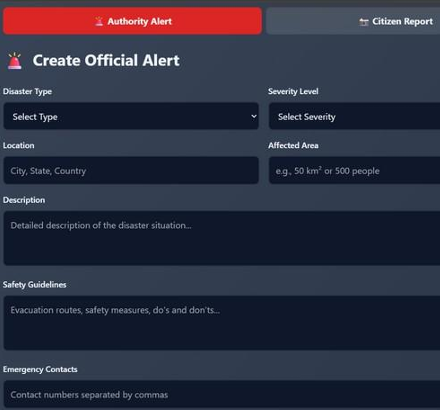 Authority Alert
Citizen Report
Create Official Alert
Disaster Type
Severity Level
Select Type
Select Severity
Location
Affected Area
City, State, Country
e.g., 50 km² or 500 people
Description
Detailed description of the disaster situation...
Safety Guidelines
Evacuation routes, safety measures, do's and don'ts...
Emergency Contacts
Contact numbers separated by commas